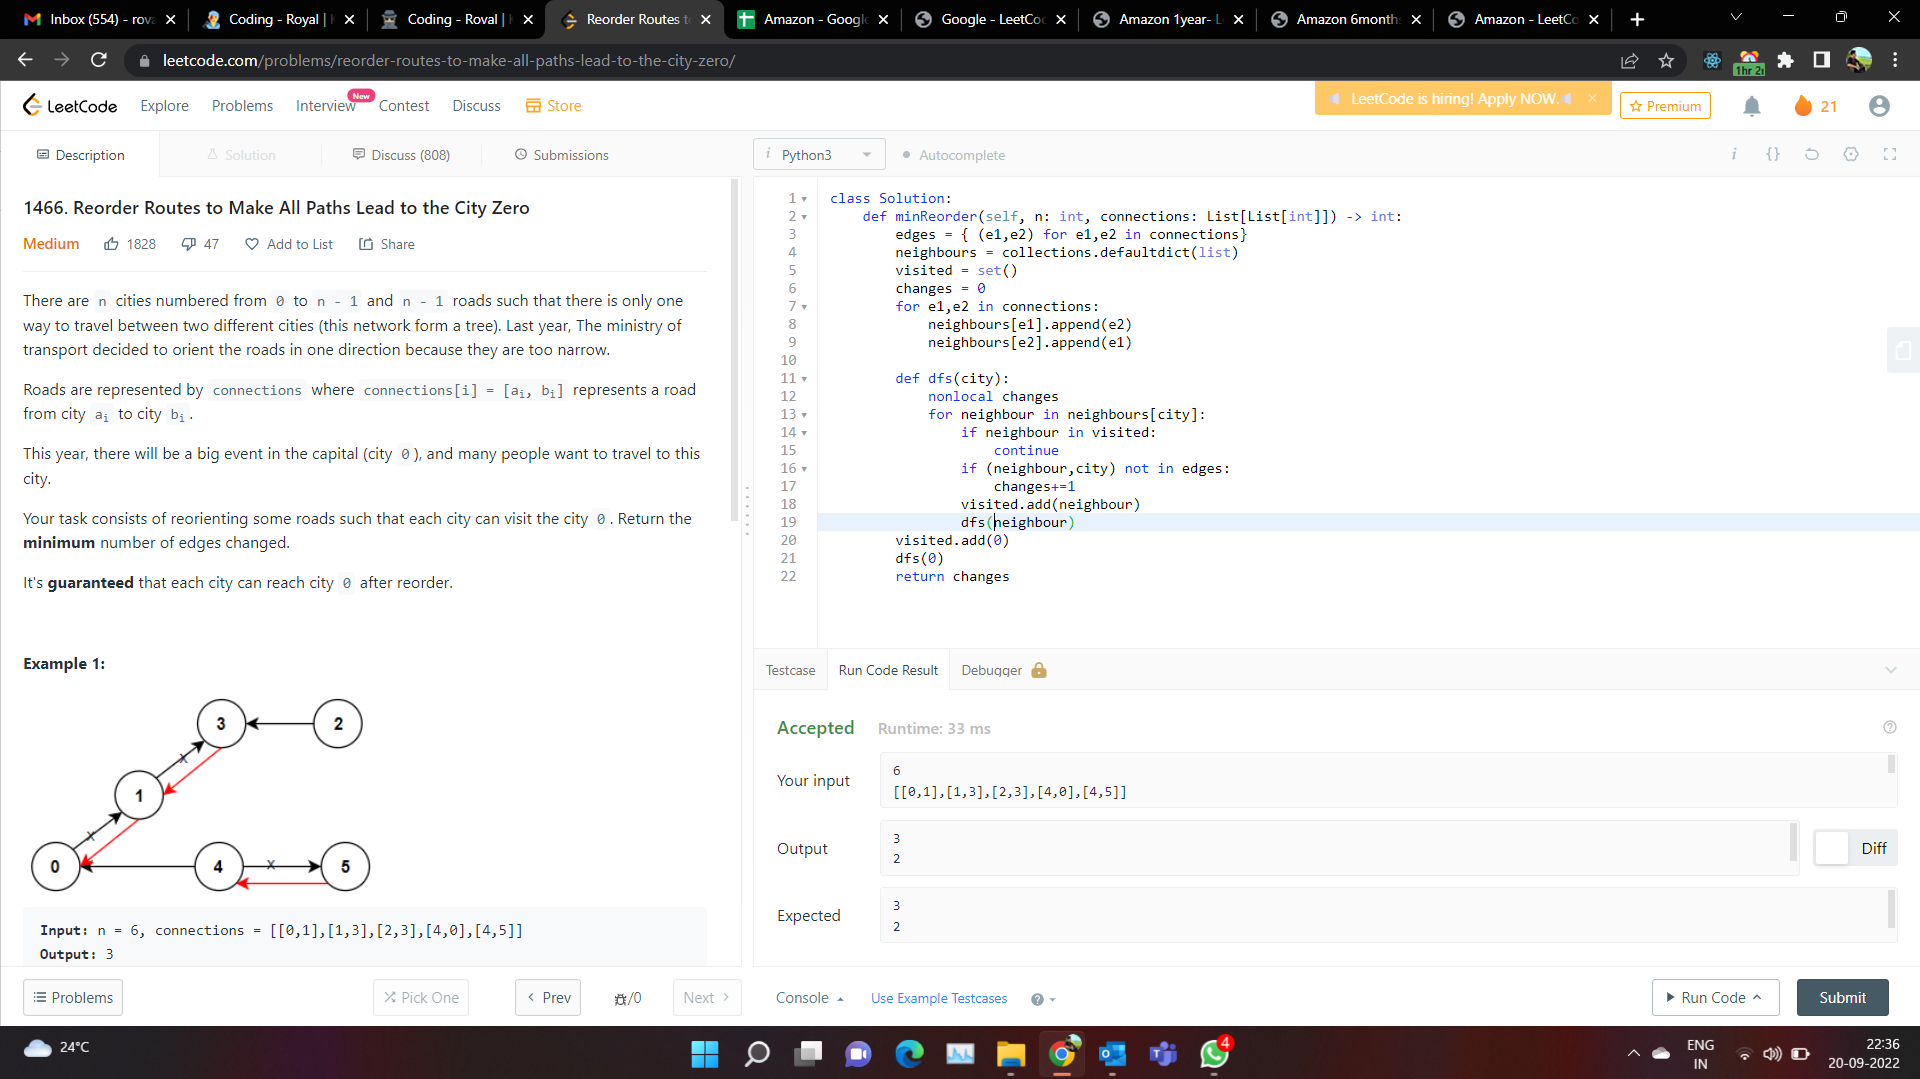 Inbox (554) - rova
Coding - Royal |
Coding - Royal |
Reorder Routes to
Amazon - Google
Google - LeetCo
Amazon 1year- L
Amazon 6month
Amazon - LeetCo
leetcode.com/problems/reorder-routes-to-make-all-paths-lead-to-the-city-zero/
1hr 2
LeetCode
Explore
Problems
Interview
New
Contest
Discuss
Store
LeetCode is hiring! Apply NOW.
Premium
21
Description
Solution
Discuss (808)
Submissions
i Python3
Autocomplete
1466. Reorder Routes to Make All Paths Lead to the City Zero
Medium 1828 47 Add to List Share
There are n cities numbered from 0 to n - 1 and n - 1 roads such that there is only one
way to travel between two different cities (this network form a tree). Last year, The ministry of
transport decided to orient the roads in one direction because they are too narrow.
Roads are represented by connections where connections[i] = [ai, bi] represents a road
from city ai to city bi.
This year, there will be a big event in the capital (city 0), and many people want to travel to this
city.
Your task consists of reorienting some roads such that each city can visit the city 0. Return the
minimum number of edges changed.
It's guaranteed that each city can reach city 0 after reorder.
Example 1:
3 2
x
1
x
0 4 x 5
Input: n = 6, connections = [[0,1],[1,3],[2,3],[4,0],[4,5]]
Output: 3
1 class Solution:
2 def minReorder(self, n: int, connections: List[List[int]]) -> int:
3 edges = { (e1,e2) for e1,e2 in connections}
4 neighbours = collections.defaultdict(list)
5 visited = set()
6 changes = 0
7 for e1,e2 in connections:
8 neighbours[e1].append(e2)
9 neighbours[e2].append(e1)
10
11 def dfs(city):
12 nonlocal changes
13 for neighbour in neighbours[city]:
14 if neighbour in visited:
15 continue
16 if (neighbour,city) not in edges:
17 changes+=1
18 visited.add(neighbour)
19 dfs(neighbour)
20 visited.add(0)
21 dfs(0)
22 return changes
Testcase
Run Code Result
Debugger
Accepted Runtime: 33 ms
Your input
6
[[0,1],[1,3],[2,3],[4,0],[4,5]]
Output
3
2
Diff
Expected
3
2
Problems
Pick One
Prev
/0
Next
Console
Use Example Testcases
Run Code
Submit
24°C
4
ENG
IN
22:36
20-09-2022